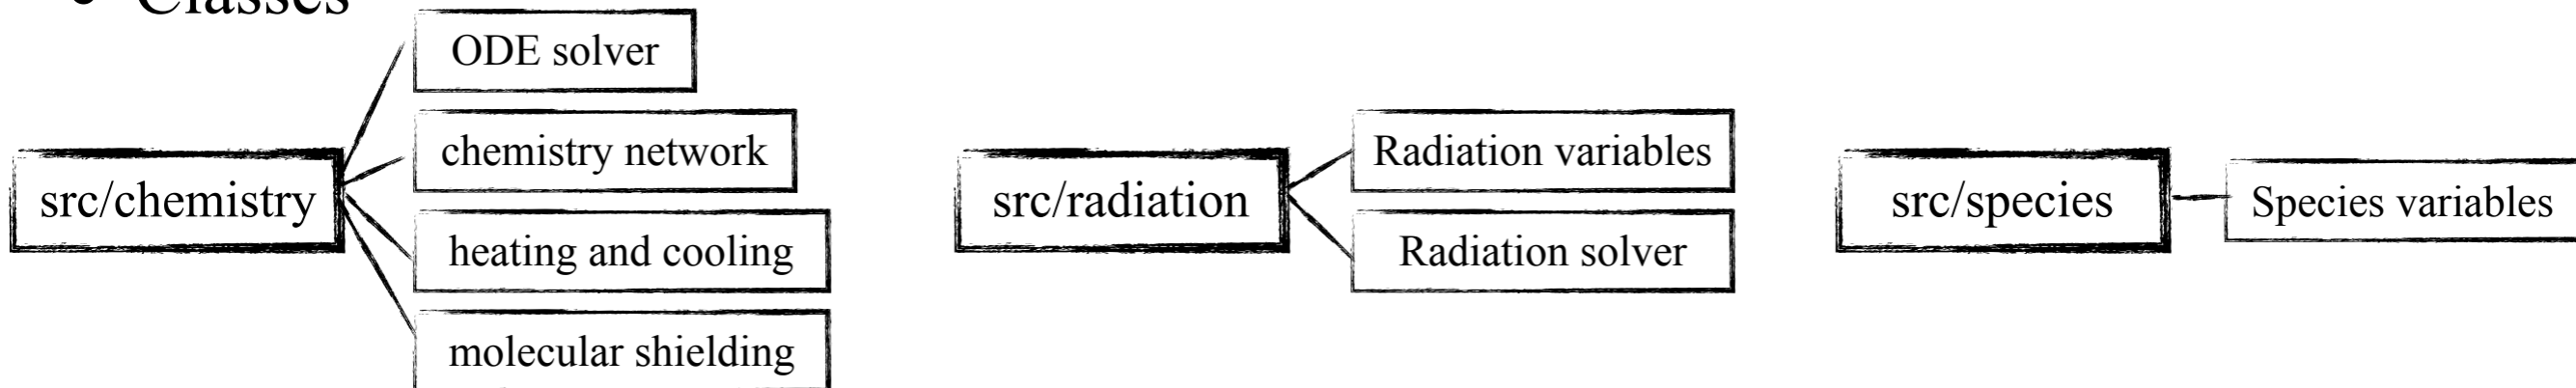 Classes
ODE solver
chemistry network
src/chemistry
heating and cooling
molecular shielding
Radiation variables
src/radiation
Radiation solver
src/species
Species variables